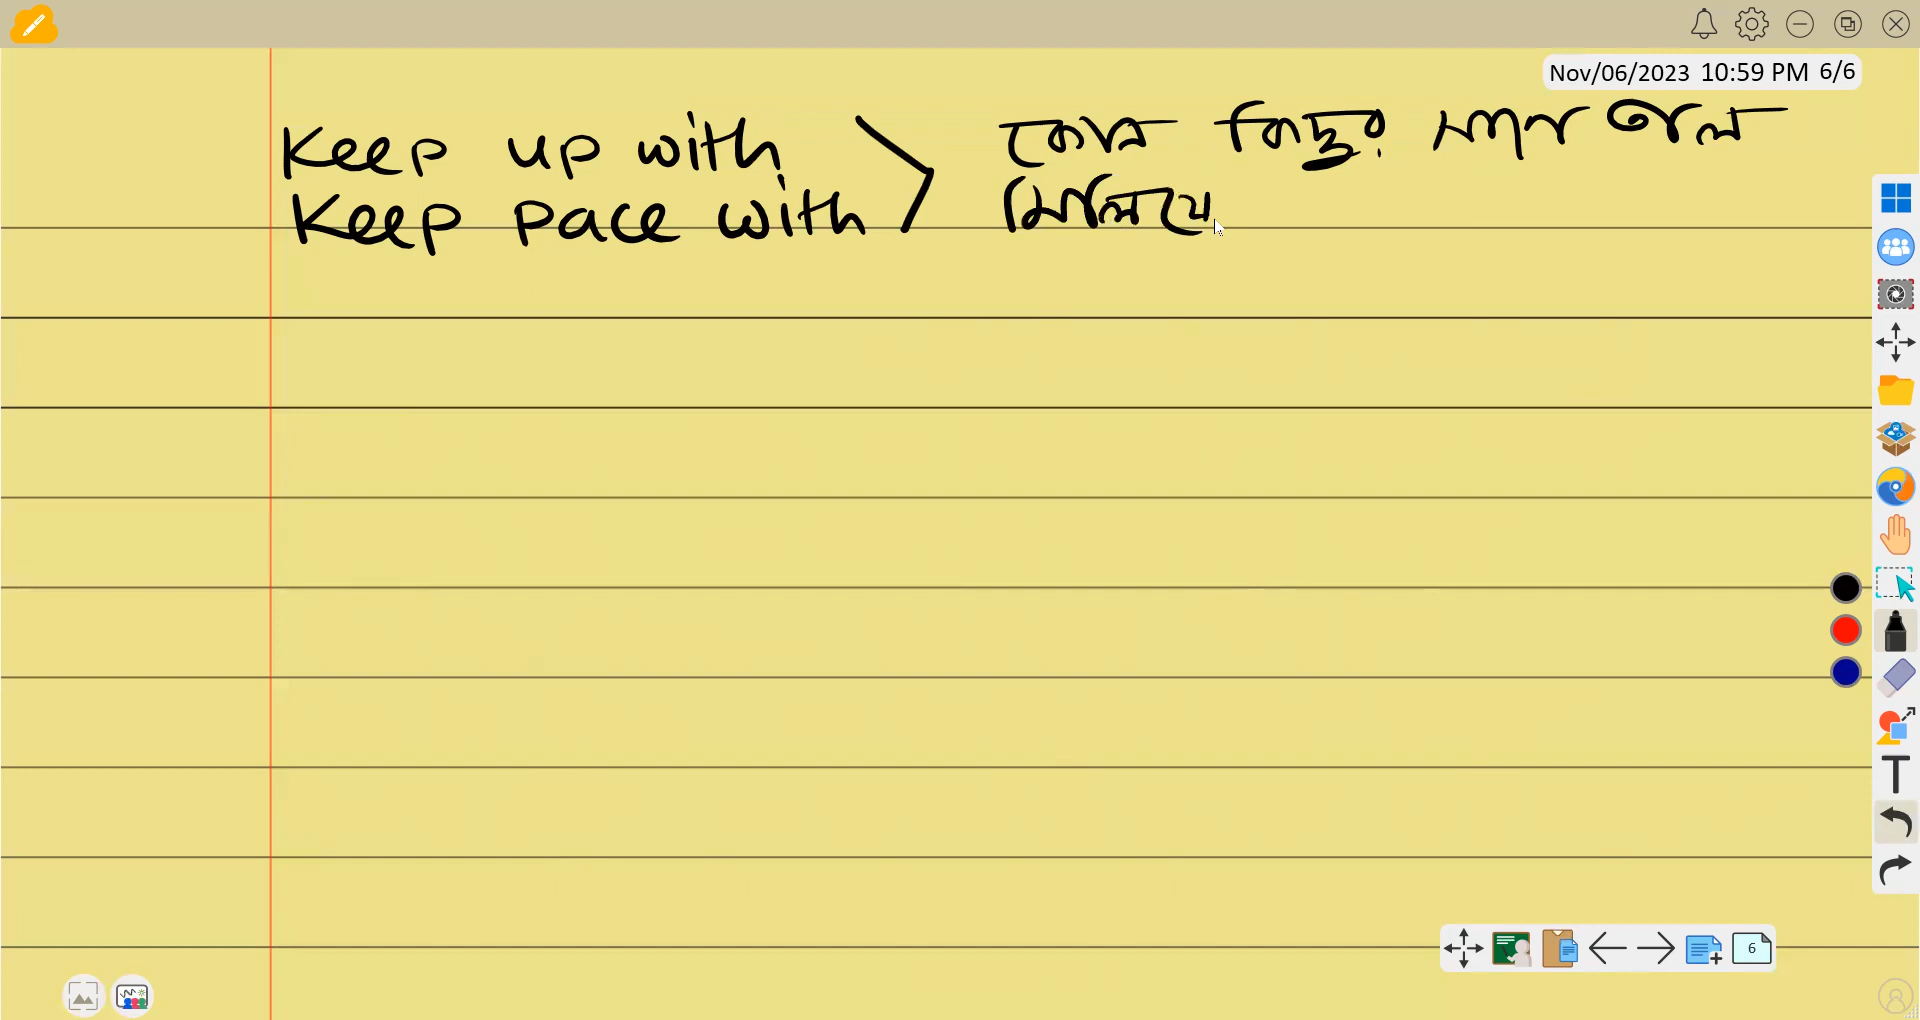 Nov/06/2023 10:59 PM 6/6
Keep up with > কোন কিছুর সাথে তাল
Keep pace with মিলিয়ে
T
6